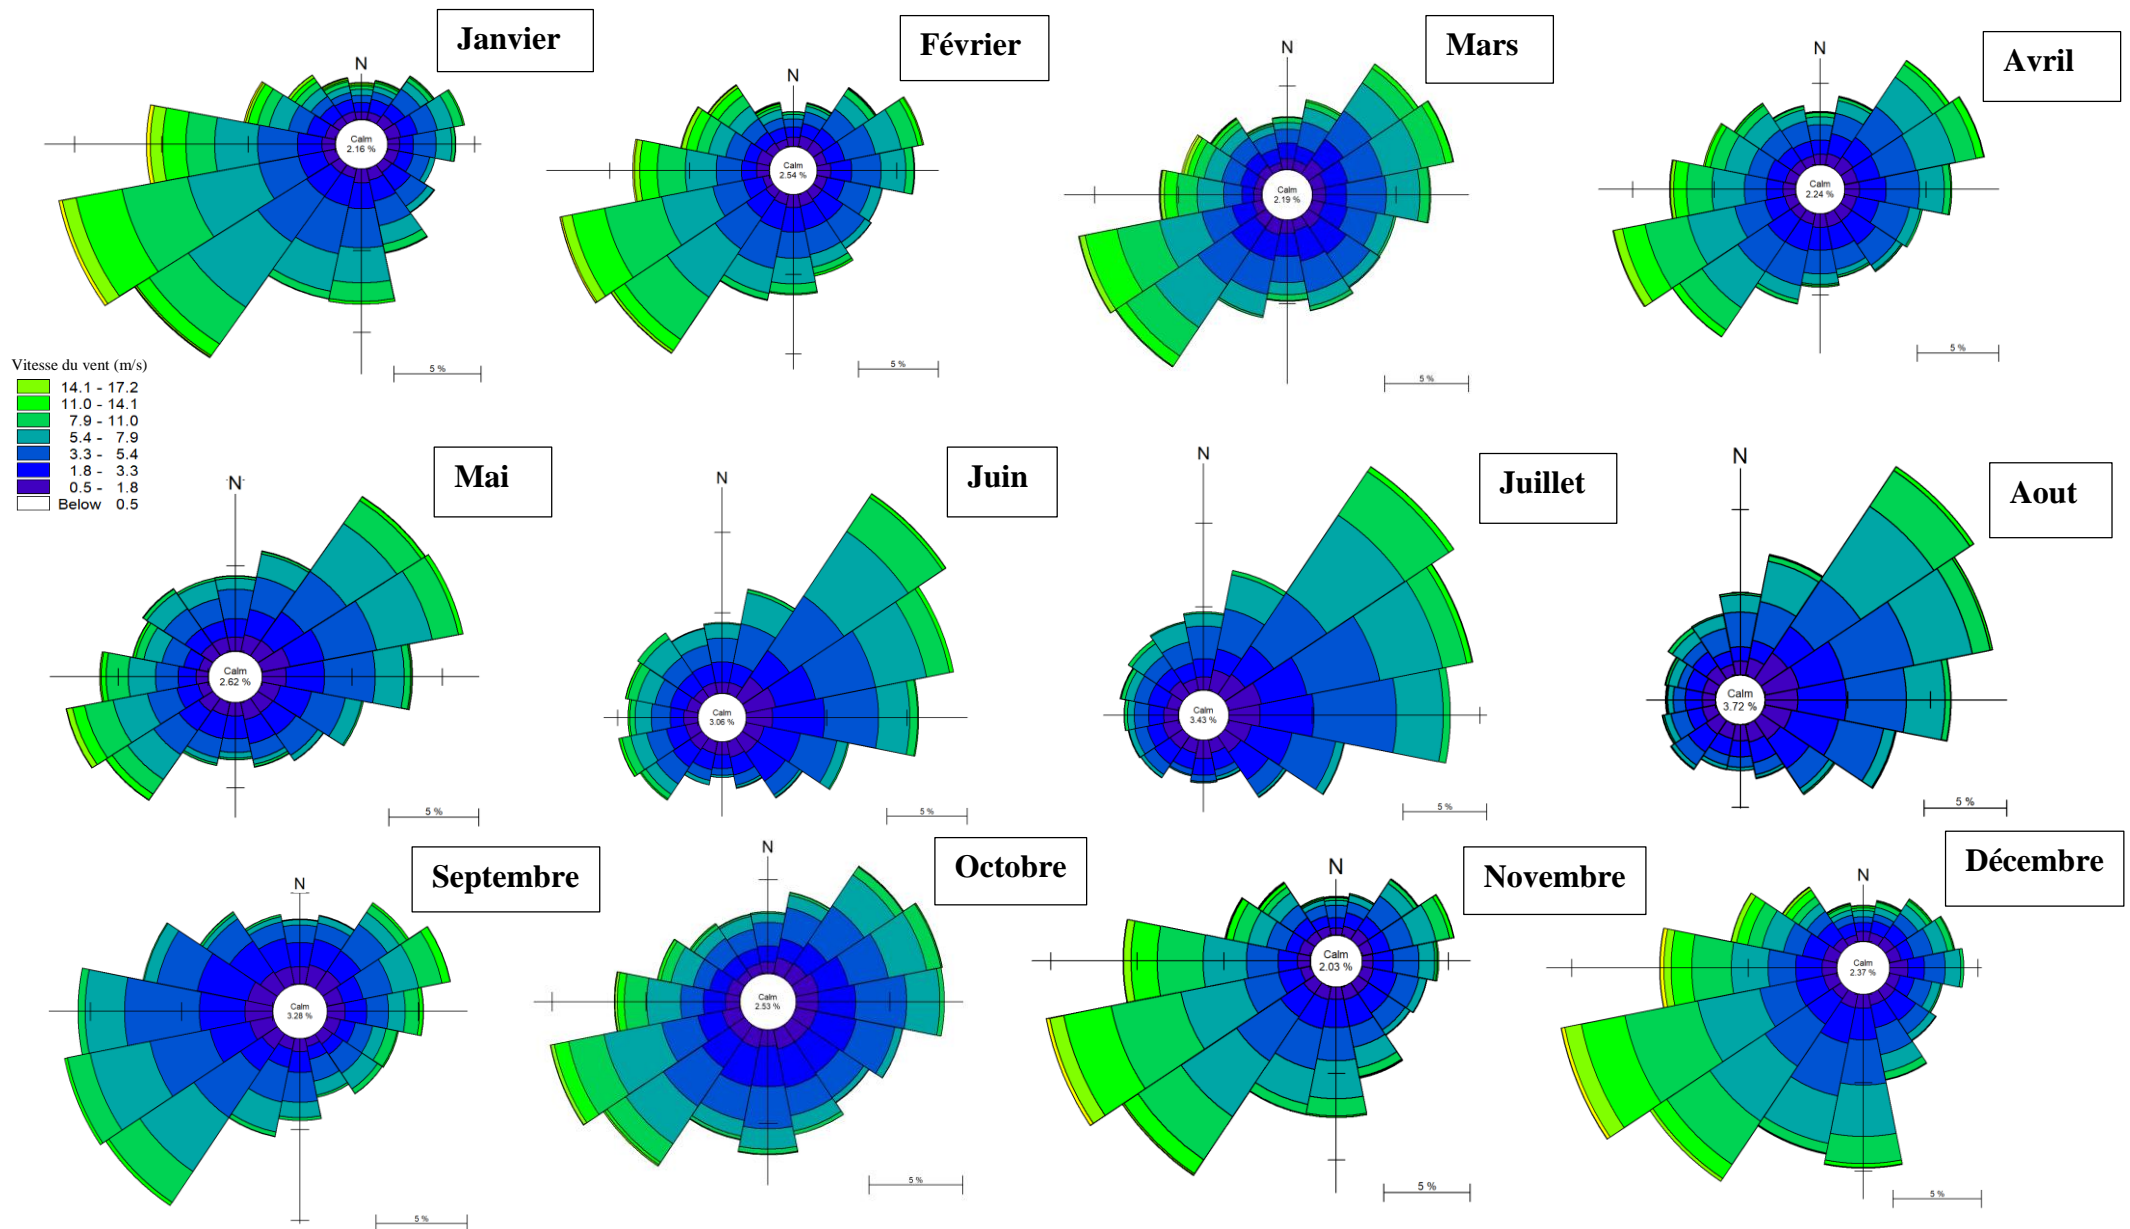 Janvier
Février
Mars
Avril
N
N
N
N
Calm
2.16 %
Calm
2.54 %
Calm
2.19 %
Calm
2.24 %
5 %
5 %
5 %
5 %
Vitesse du vent (m/s)
14.1 - 17.2
11.0 - 14.1
7.9 - 11.0
5.4 - 7.9
3.3 - 5.4
1.8 - 3.3
0.5 - 1.8
Below 0.5
Mai
Juin
Juillet
Aout
N
N
N
N
Calm
2.62 %
Calm
3.06 %
Calm
3.43 %
Calm
3.72 %
5 %
5 %
5 %
5 %
Septembre
Octobre
Novembre
Décembre
N
N
N
N
Calm
3.28 %
Calm
2.53 %
Calm
2.03 %
Calm
2.37 %
5 %
5 %
5 %
5 %